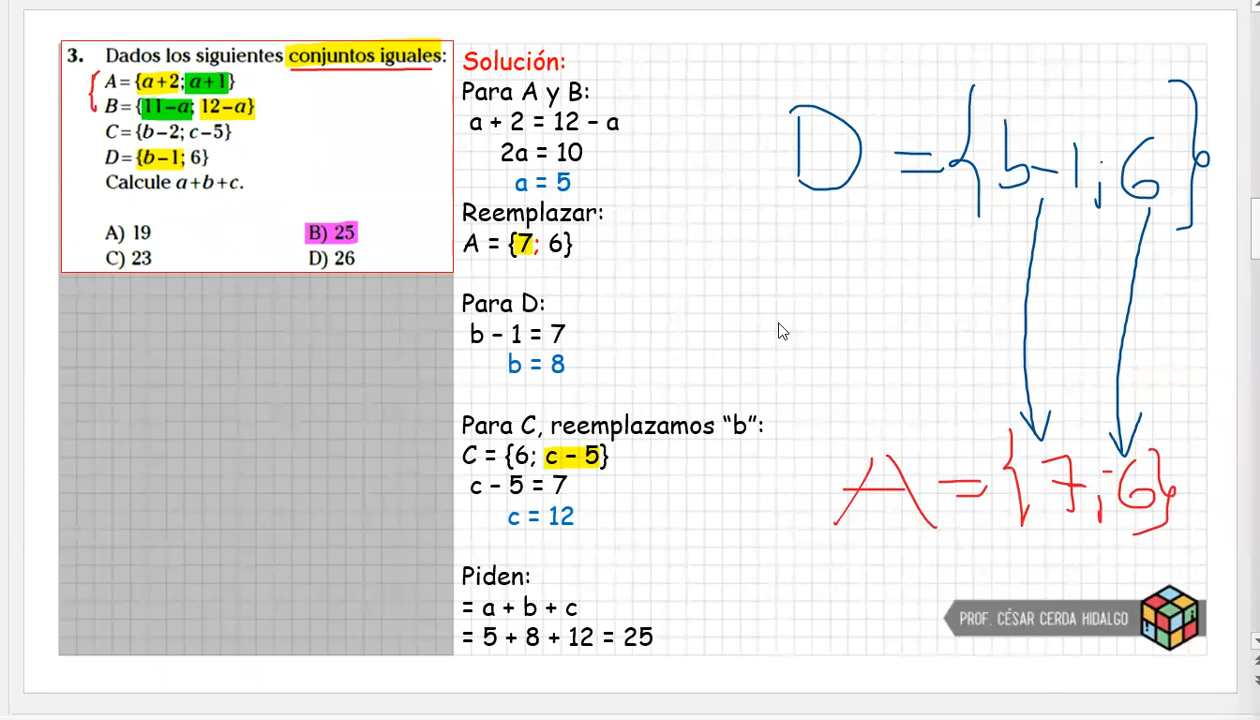 3. Dados los siguientes conjuntos iguales:
A = {a+2; a+1}
B = {11−a; 12−a}
C = {b−2; c−5}
D = {b−1; 6}
Calcule a+b+c.
A) 19 B) 25
C) 23 D) 26
Solución:
Para A y B:
a + 2 = 12 − a
2a = 10
a = 5
Reemplazar:
A = {7; 6}
Para D:
b − 1 = 7
b = 8
Para C, reemplazamos “b”:
C = {6; c − 5}
c − 5 = 7
c = 12
Piden:
= a + b + c
= 5 + 8 + 12 = 25
D = {b−1; 6}
A = {7; 6}
PROF. CÉSAR CERDA HIDALGO